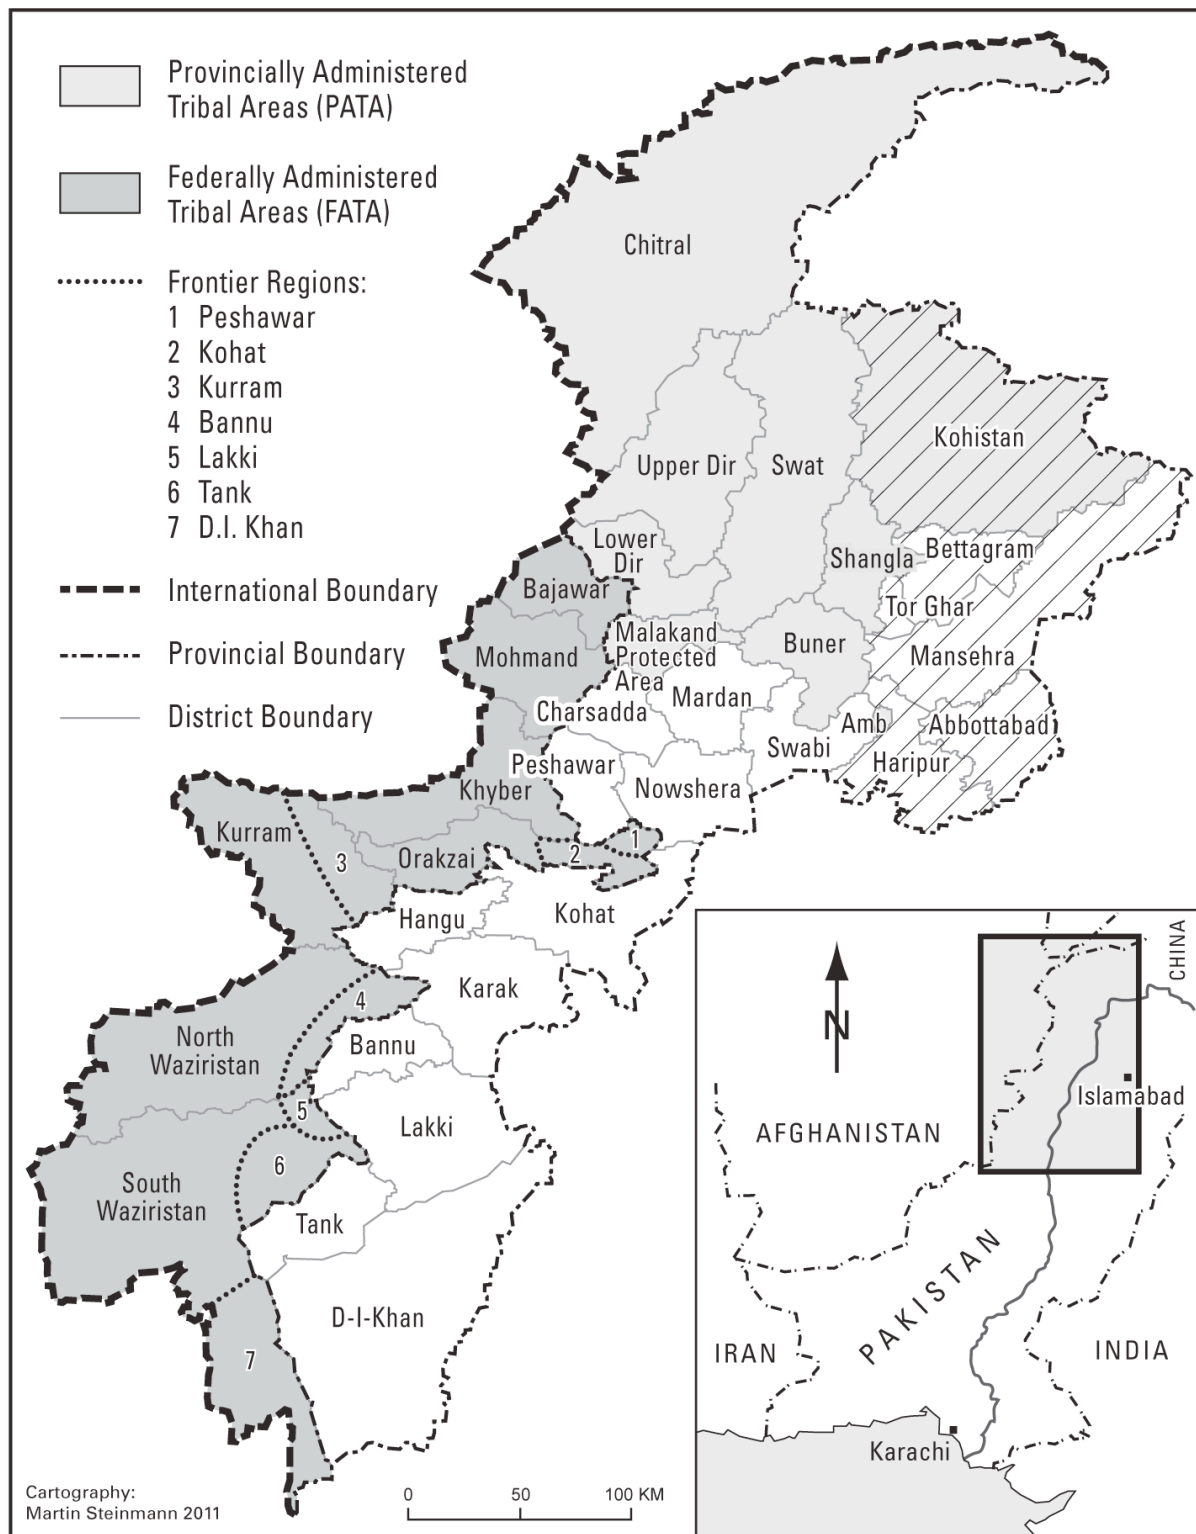 Provincially Administered
Tribal Areas (PATA)
Federally Administered
Tribal Areas (FATA)
Frontier Regions:
1 Peshawar
2 Kohat
3 Kurram
4 Bannu
5 Lakki
6 Tank
7 D.I. Khan
International Boundary
Provincial Boundary
District Boundary
Chitral
Kohistan
Upper Dir
Swat
Lower
Dir
Shangla
Bettagram
Bajawar
Tor Ghar
Malakand
Protected
Area
Buner
Mohmand
Mansehra
Mardan
Charsadda
Amb
Abbottabad
Swabi
Peshawar
Haripur
Khyber
Nowshera
Kurram
3
Orakzai
2
1
Hangu
Kohat
Karak
4
North
Waziristan
Bannu
5
Lakki
6
South
Waziristan
Tank
D-I-Khan
7
CHINA
N
Islamabad
AFGHANISTAN
PAKISTAN
IRAN
INDIA
Karachi
Cartography:
Martin Steinmann 2011
0 50 100 KM